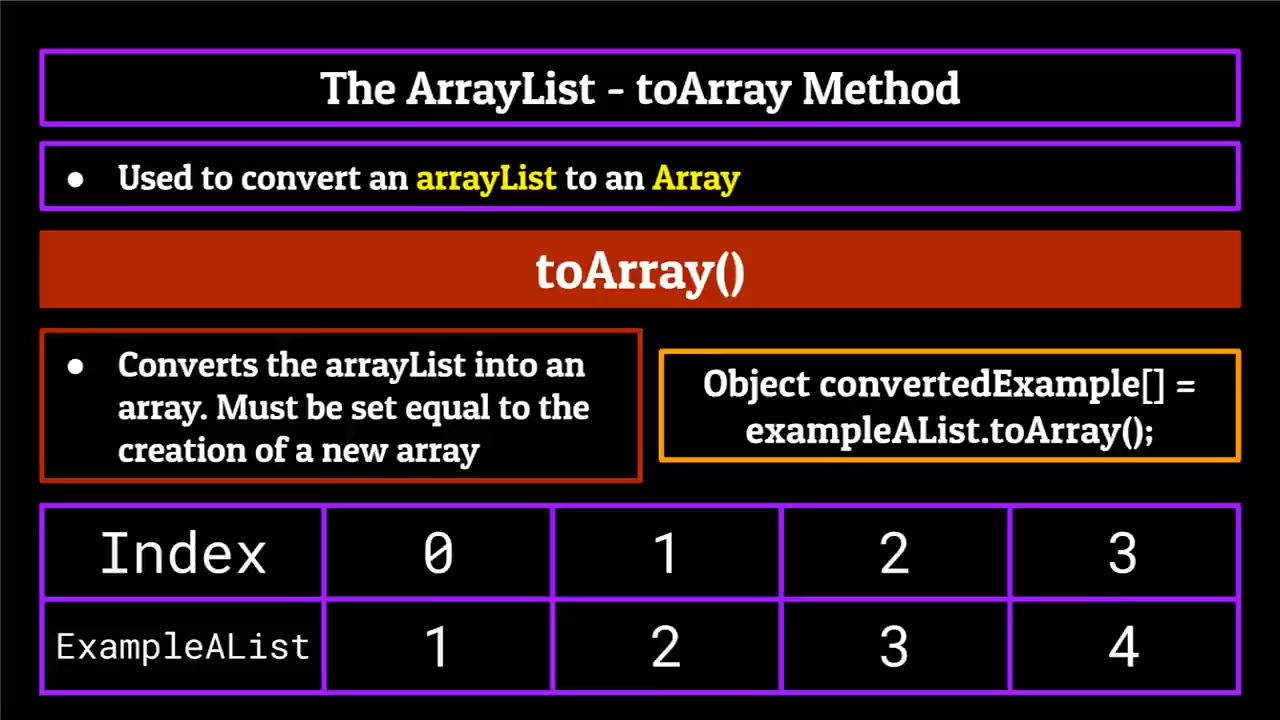 The ArrayList - toArray Method
● Used to convert an arrayList to an Array
toArray()
● Converts the arrayList into an
array. Must be set equal to the
creation of a new array
Object convertedExample[] =
exampleAList.toArray();
Index 0 1 2 3
ExampleAList 1 2 3 4